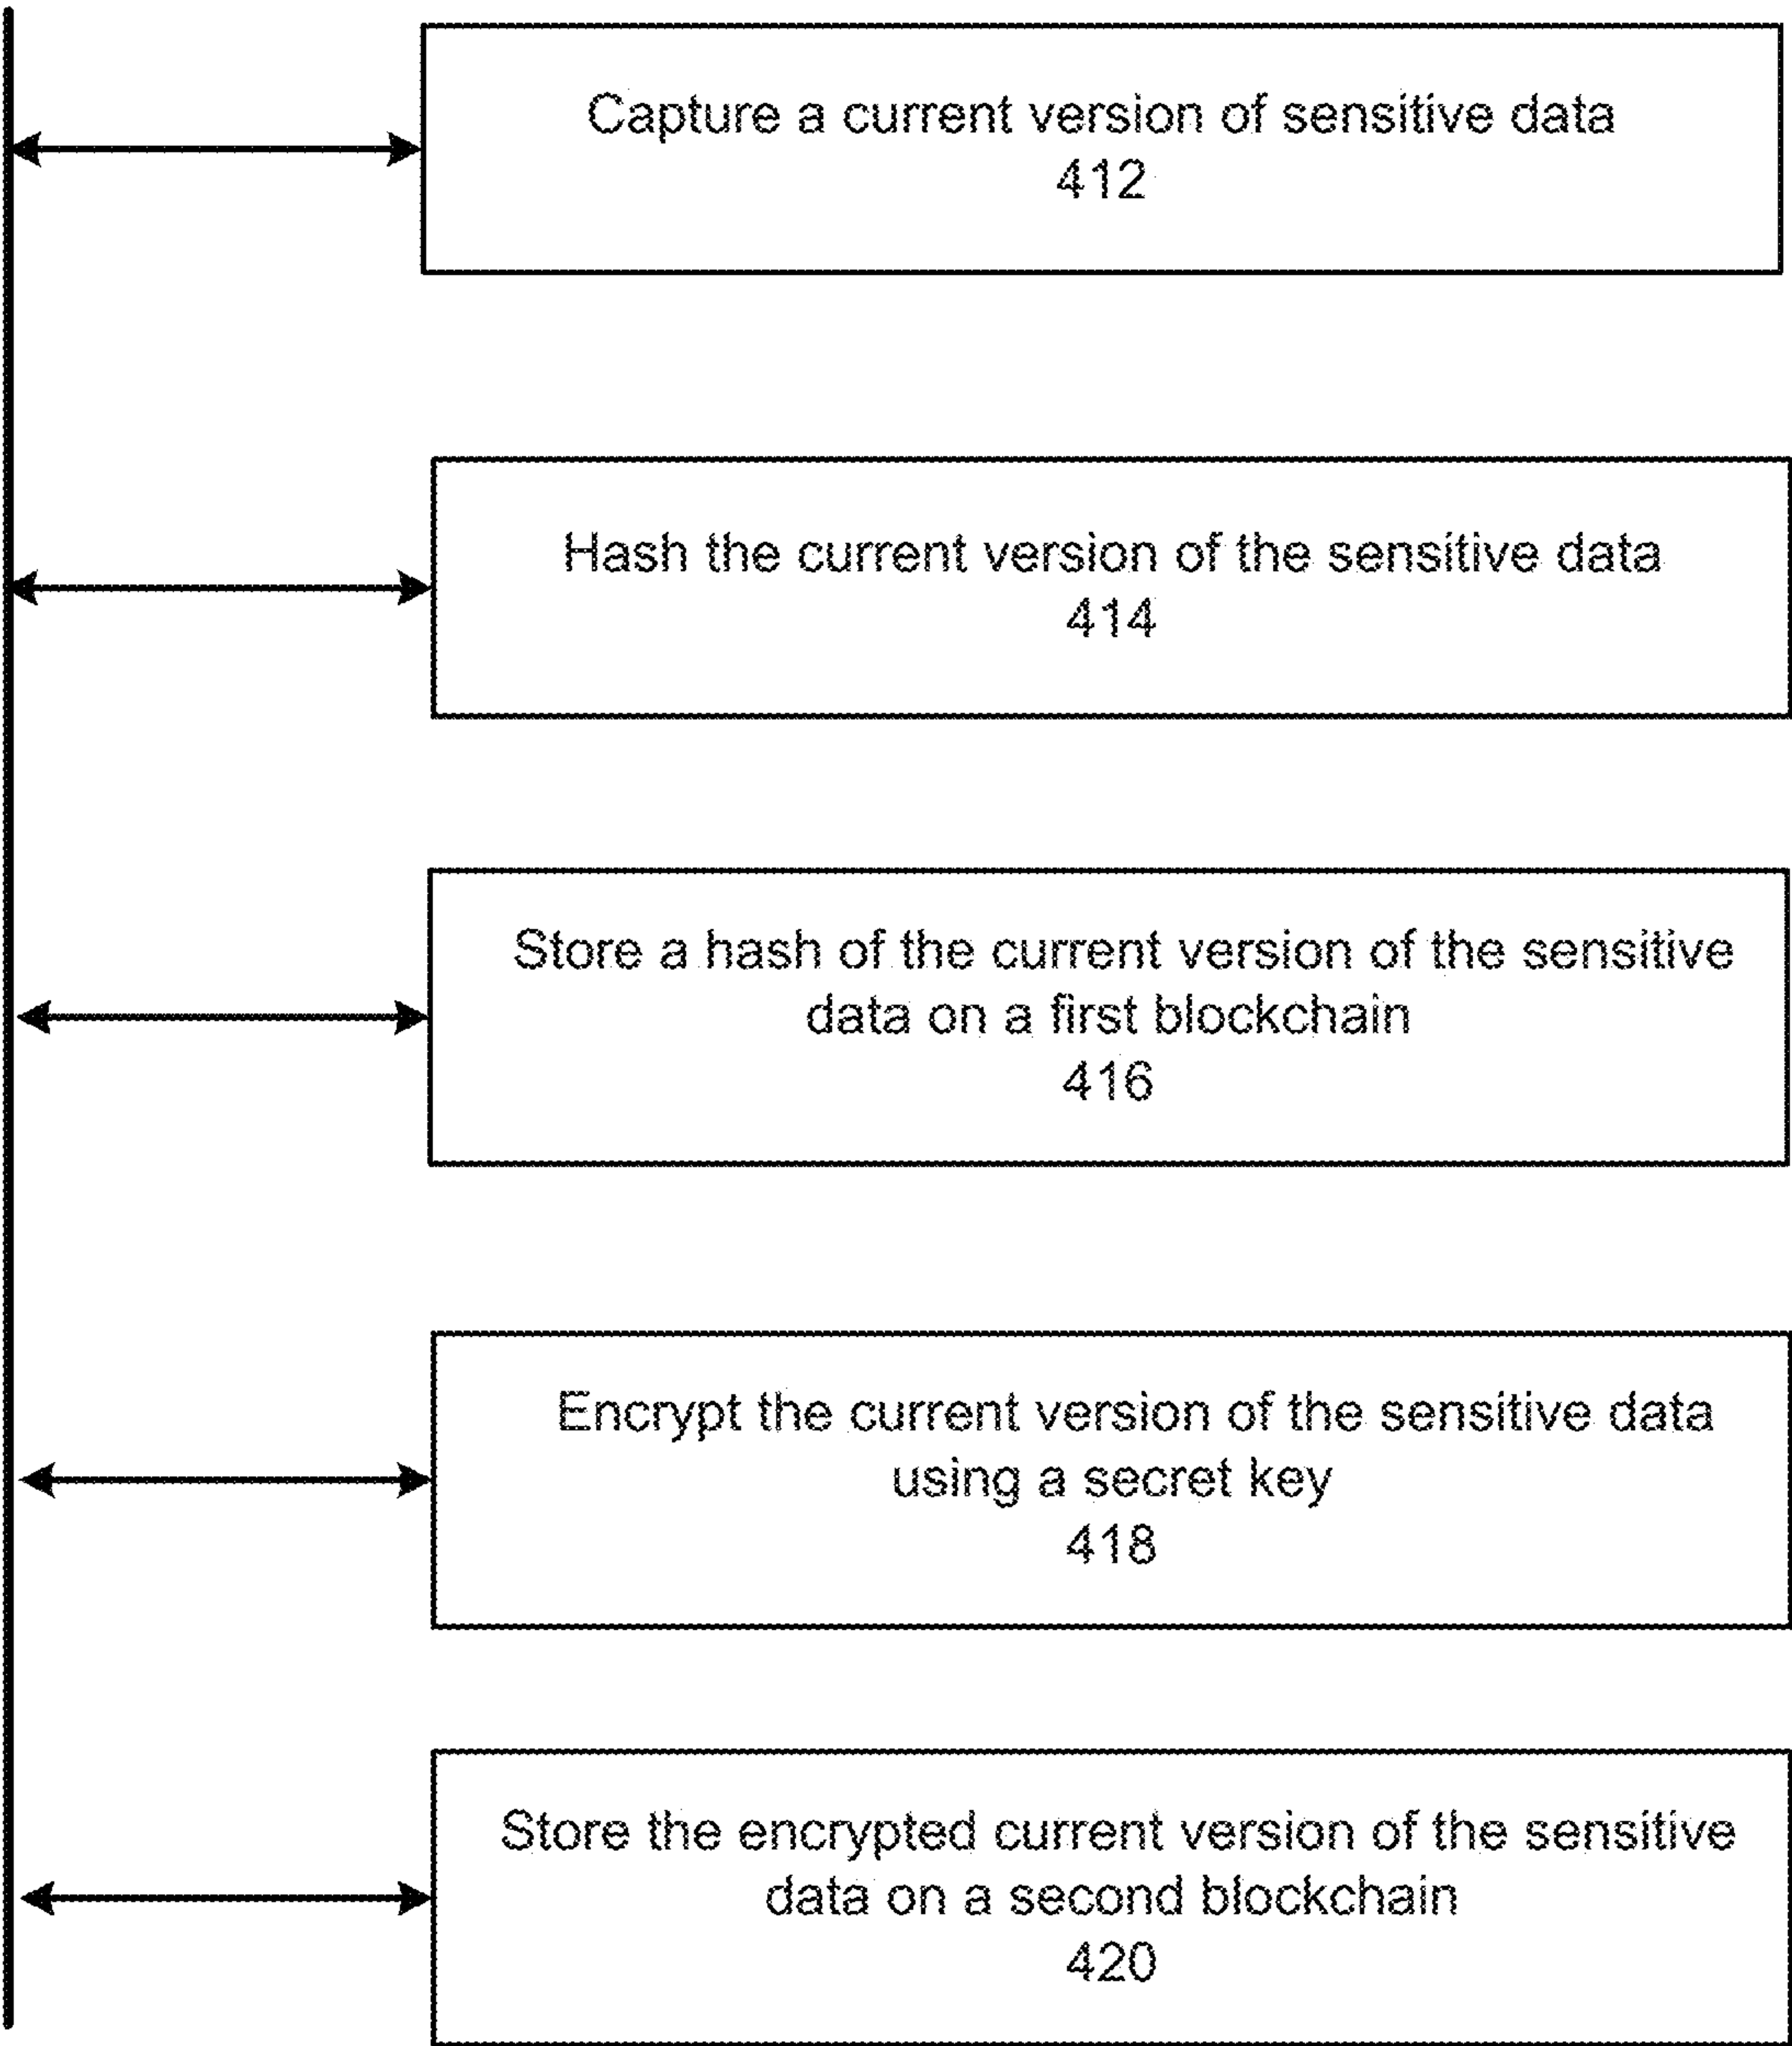 Capture a current version of sensitive data
412
Hash the current version of the sensitive data
414
Store a hash of the current version of the sensitive
data on a first blockchain
416
Encrypt the current version of the sensitive data
using a secret key
418
Store the encrypted current version of the sensitive
data on a second blockchain
420